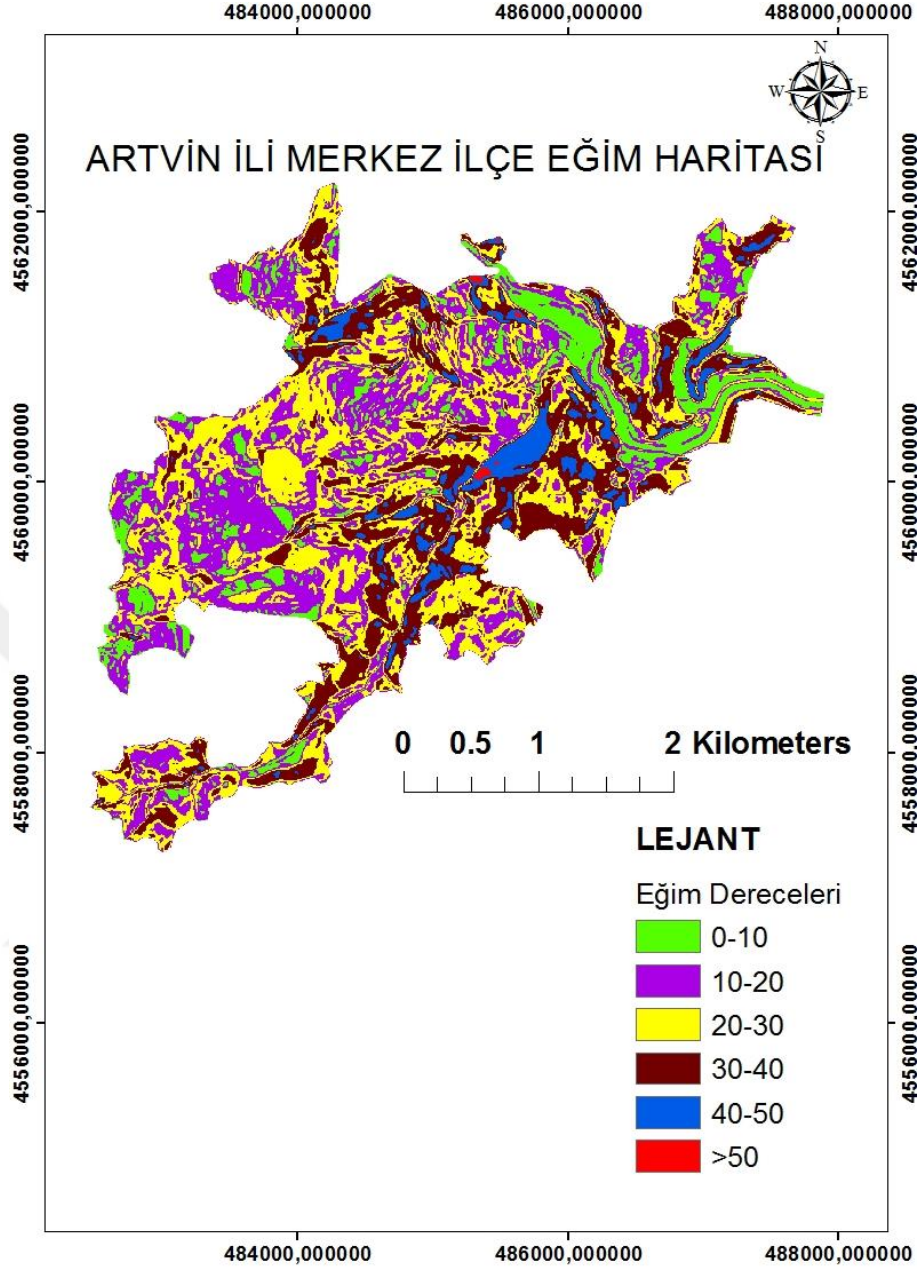 484000,000000 486000,000000 488000,000000
N
W E
S
ARTVİN İLİ MERKEZ İLÇE EĞİM HARİTASI
4562000,000000 4562000,000000
4560000,000000 4560000,000000
4558000,000000 4558000,000000
4556000,000000 4556000,000000
0 0.5 1 2 Kilometers
LEJANT
Eğim Dereceleri
0-10
10-20
20-30
30-40
40-50
>50
484000,000000 486000,000000 488000,000000